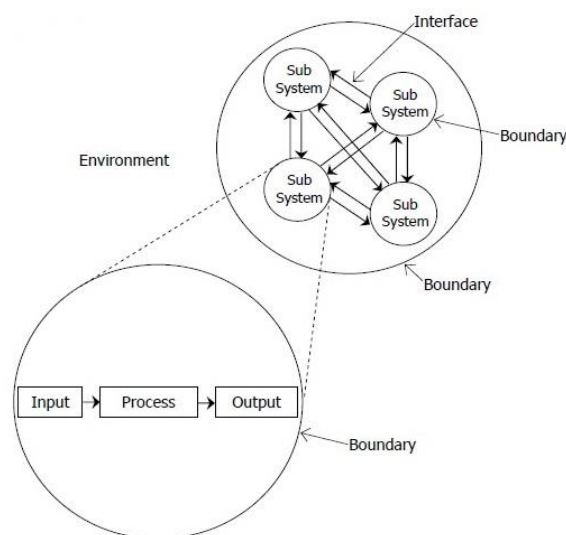 Interface
Sub
System
Sub
System
Boundary
Environment
Sub
System
Sub
System
Boundary
Input
Process
Output
Boundary